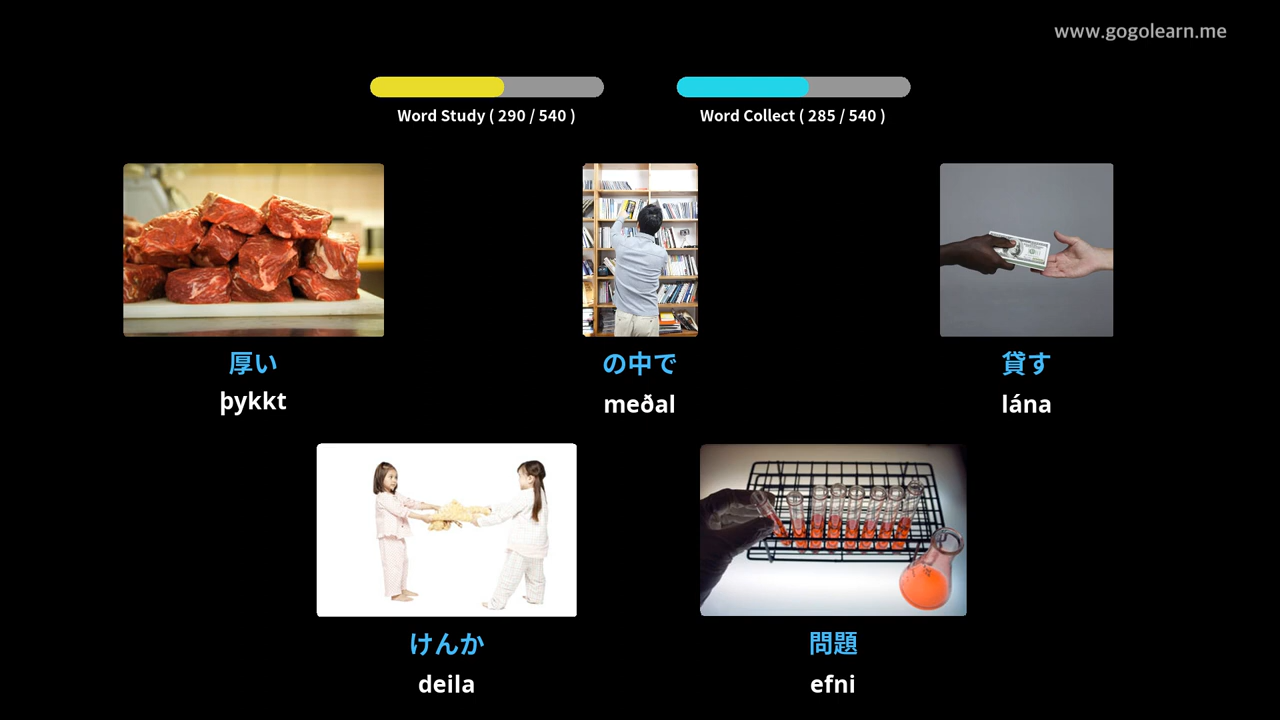 www.gogolearn.me
Word Study ( 290 / 540 )
Word Collect ( 285 / 540 )
厚い
þykkt
の中で
meðal
貸す
lána
けんか
deila
問題
efni